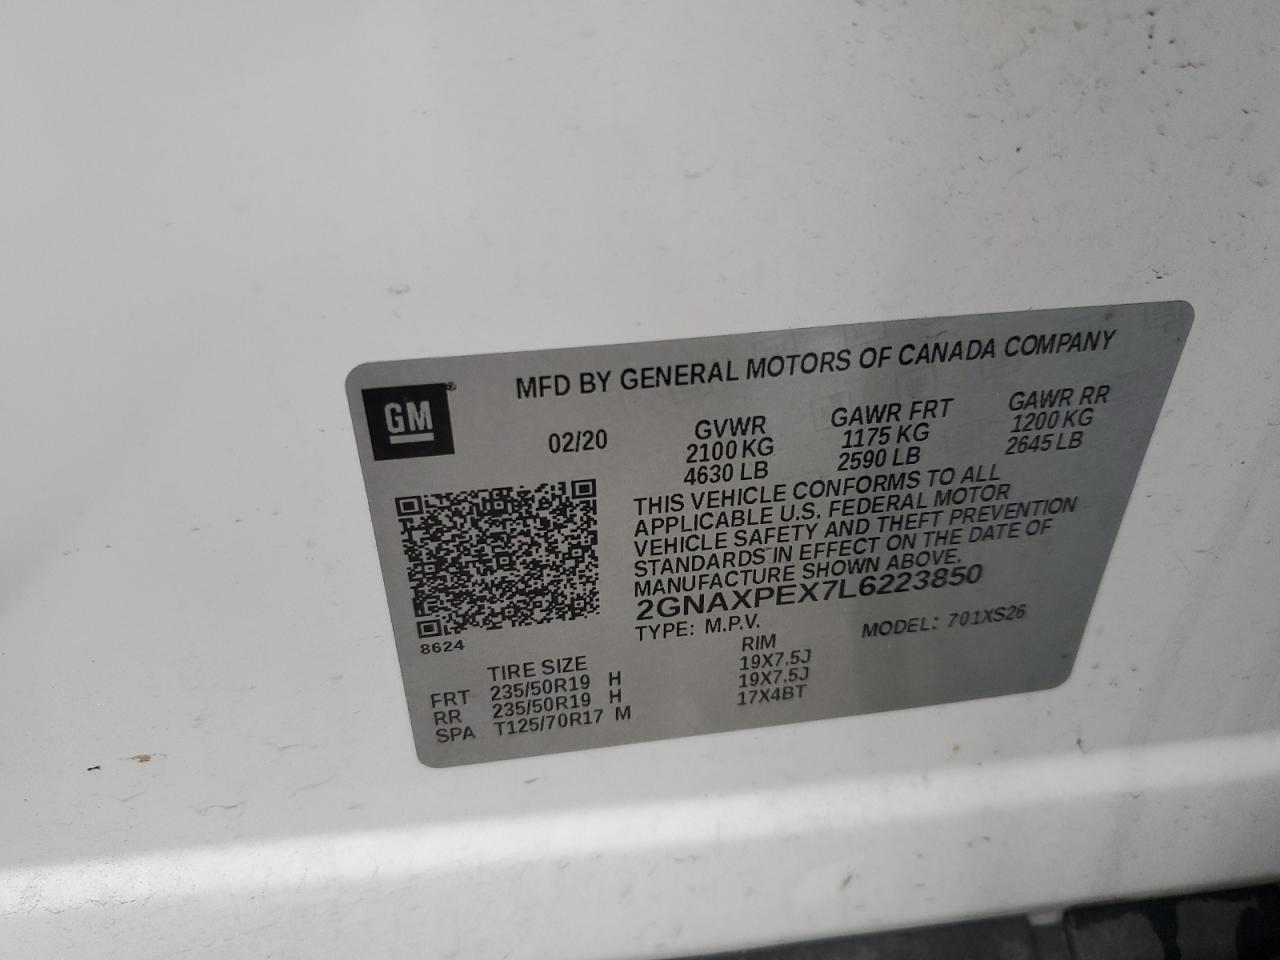 GM®
MFD BY GENERAL MOTORS OF CANADA COMPANY
02/20
GVWR
2100 KG
4630 LB
GAWR FRT
1175 KG
2590 LB
GAWR RR
1200 KG
2645 LB
THIS VEHICLE CONFORMS TO ALL
APPLICABLE U.S. FEDERAL MOTOR
VEHICLE SAFETY AND THEFT PREVENTION
STANDARDS IN EFFECT ON THE DATE OF
MANUFACTURE SHOWN ABOVE.
2GNAXPEX7L6223850
TYPE: M.P.V.
MODEL: 701XS26
8624
TIRE SIZE RIM
FRT 235/50R19 H 19X7.5J
RR 235/50R19 H 19X7.5J
SPA T125/70R17 M 17X4BT